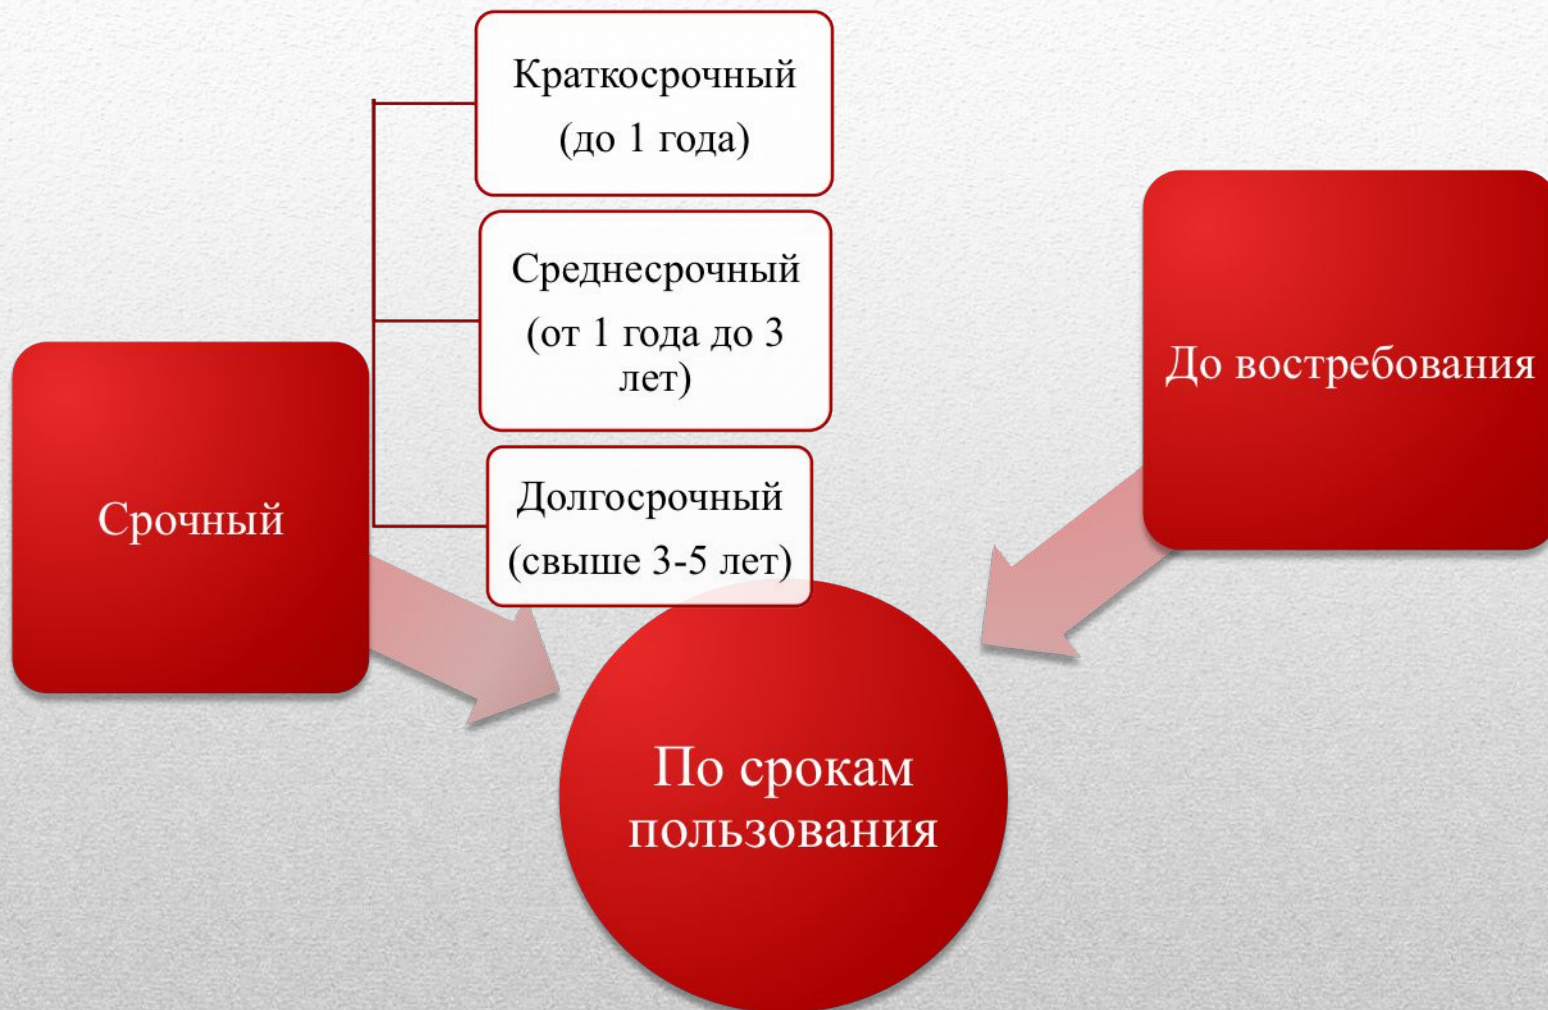 Краткосрочный
(до 1 года)
Среднесрочный
(от 1 года до 3
лет)
Долгосрочный
(свыше 3-5 лет)
Срочный
До востребования
По срокам
пользования